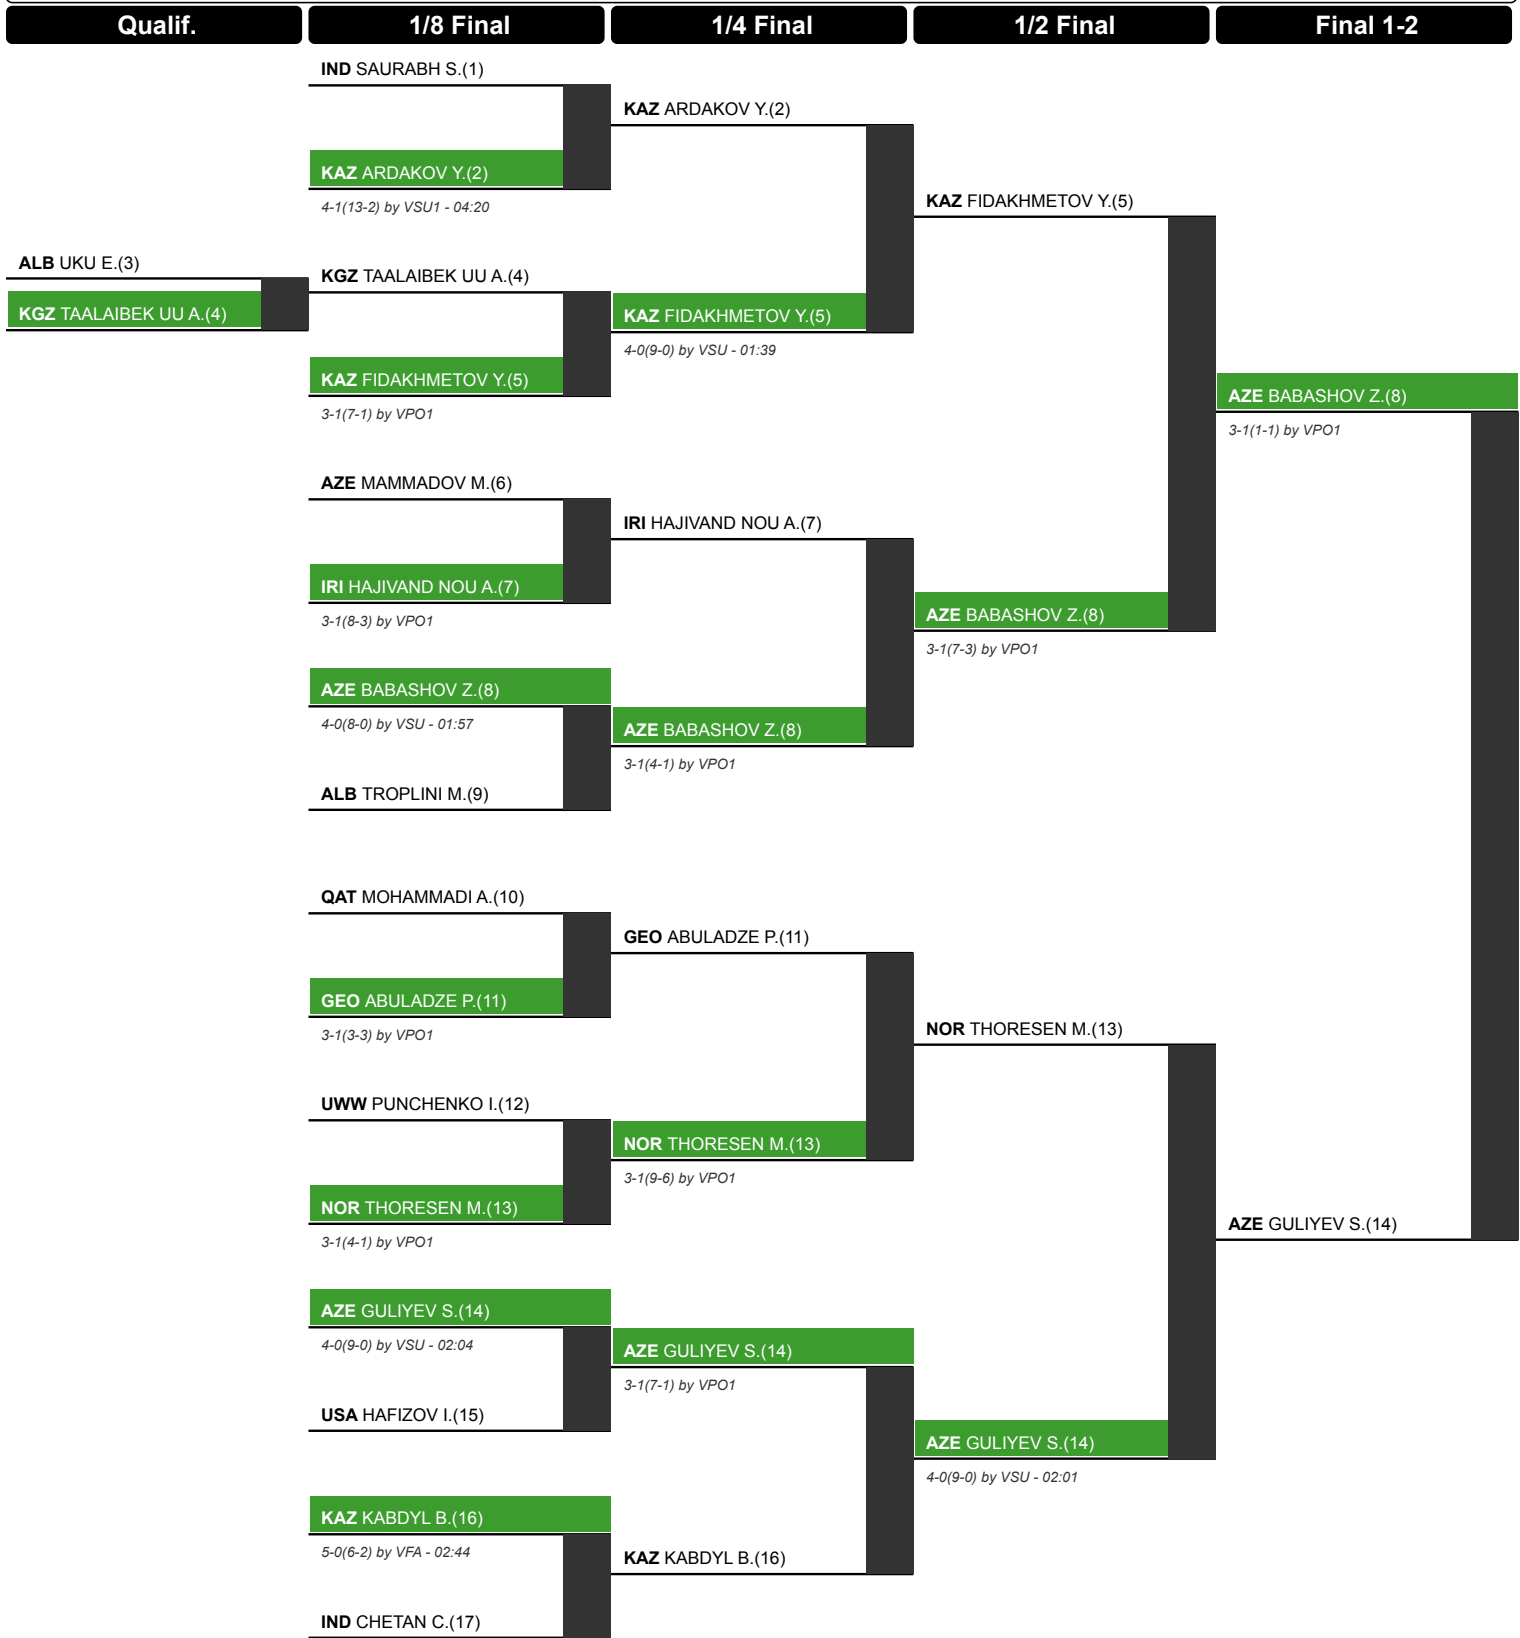 Qualif.
1/8 Final
1/4 Final
1/2 Final
Final 1-2
ALB UKU E.(3)
KGZ TAALAIBEK UU A.(4)
IND SAURABH S.(1)
KAZ ARDAKOV Y.(2)
4-1(13-2) by VSU1 - 04:20
KGZ TAALAIBEK UU A.(4)
KAZ FIDAKHMETOV Y.(5)
3-1(7-1) by VPO1
AZE MAMMADOV M.(6)
IRI HAJIVAND NOU A.(7)
3-1(8-3) by VPO1
AZE BABASHOV Z.(8)
4-0(8-0) by VSU - 01:57
ALB TROPLINI M.(9)
QAT MOHAMMADI A.(10)
GEO ABULADZE P.(11)
3-1(3-3) by VPO1
UWW PUNCHENKO I.(12)
NOR THORESEN M.(13)
3-1(4-1) by VPO1
AZE GULIYEV S.(14)
4-0(9-0) by VSU - 02:04
USA HAFIZOV I.(15)
KAZ KABDYL B.(16)
5-0(6-2) by VFA - 02:44
IND CHETAN C.(17)
KAZ ARDAKOV Y.(2)
KAZ FIDAKHMETOV Y.(5)
4-0(9-0) by VSU - 01:39
IRI HAJIVAND NOU A.(7)
AZE BABASHOV Z.(8)
3-1(4-1) by VPO1
GEO ABULADZE P.(11)
NOR THORESEN M.(13)
3-1(9-6) by VPO1
AZE GULIYEV S.(14)
3-1(7-1) by VPO1
KAZ KABDYL B.(16)
KAZ FIDAKHMETOV Y.(5)
AZE BABASHOV Z.(8)
3-1(7-3) by VPO1
NOR THORESEN M.(13)
AZE GULIYEV S.(14)
4-0(9-0) by VSU - 02:01
AZE BABASHOV Z.(8)
3-1(1-1) by VPO1
AZE GULIYEV S.(14)